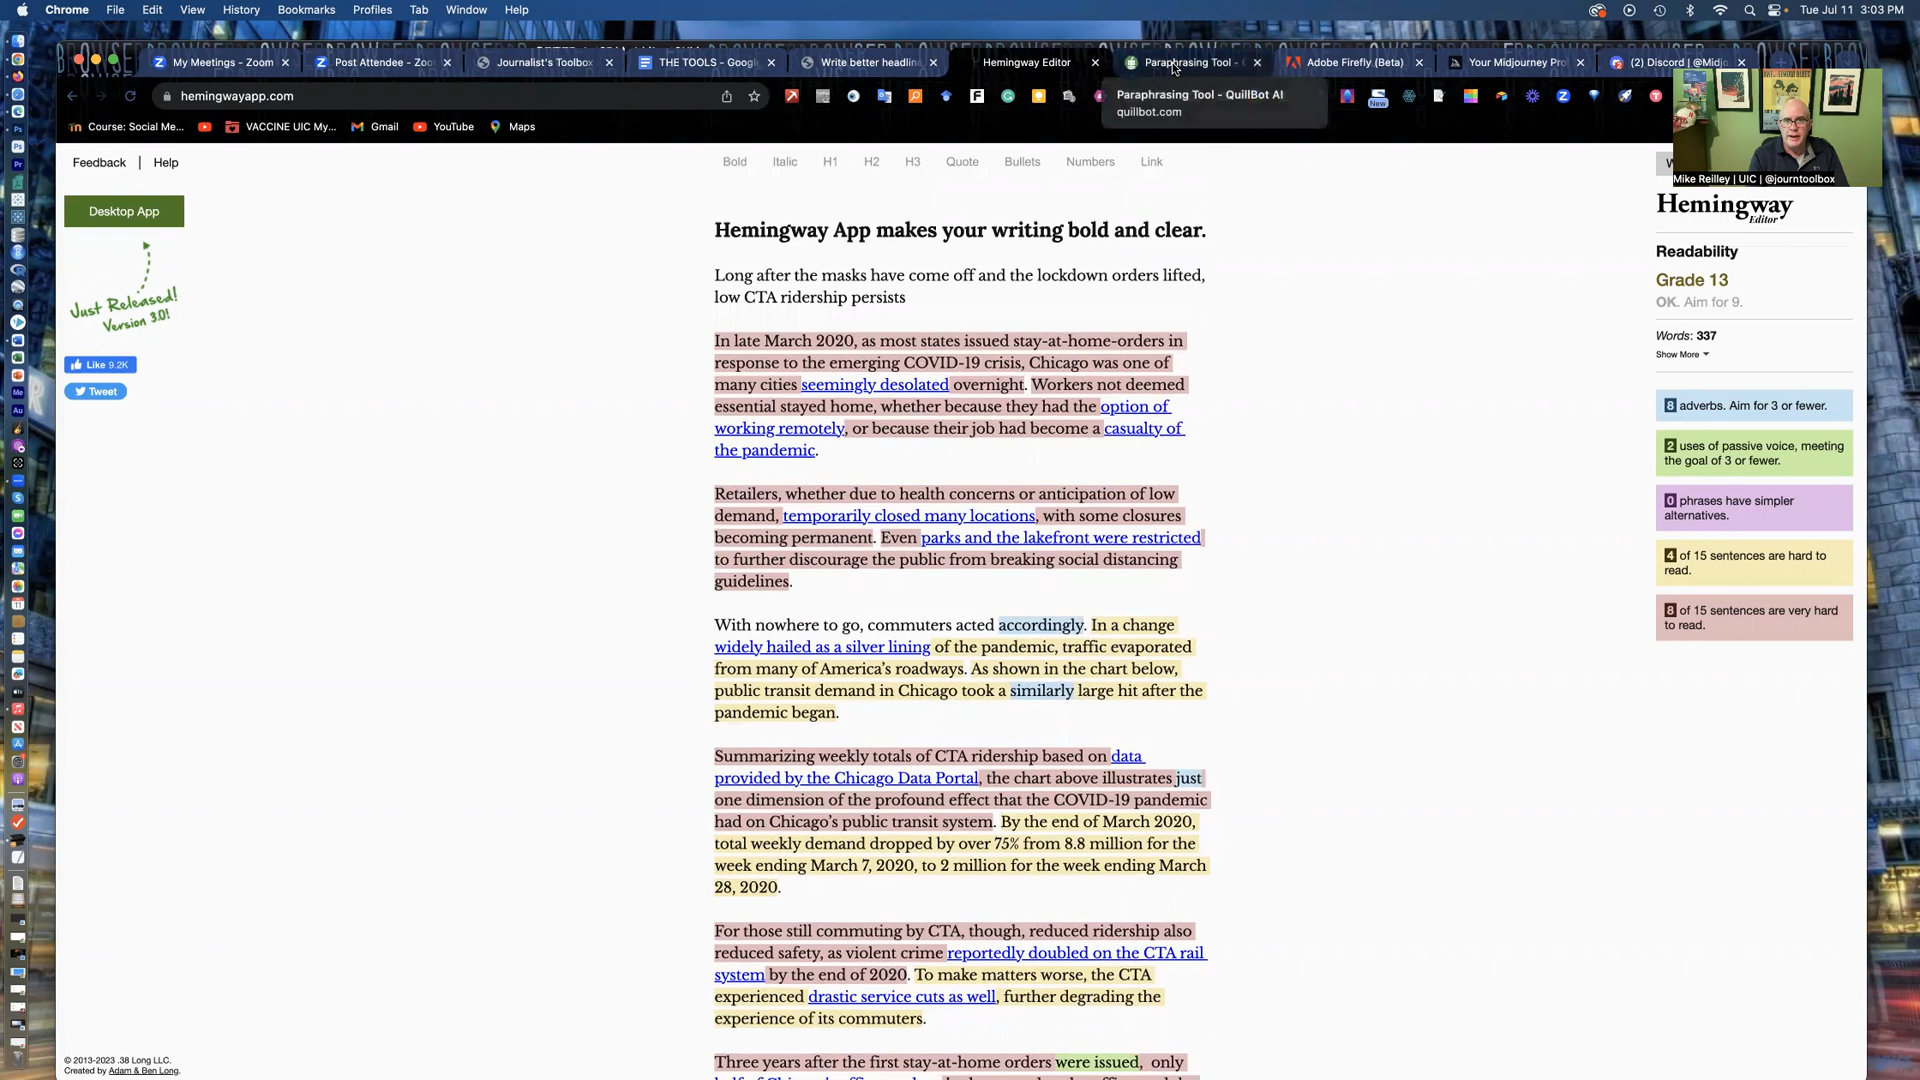 Chrome File Edit View History Bookmarks Profiles Tab Window Help Tue Jul 11 3:03 PM
My Meetings - Zoom Post Attendee - Zoo Journalist's Toolbox THE TOOLS - Google Write better headlin Hemingway Editor Paraphrasing Tool - Adobe Firefly (Beta) Your Midjourney Pro (2) Discord | @Midj
hemingwayapp.com
New
Paraphrasing Tool - QuillBot AI
quillbot.com
Course: Social Me... VACCINE UIC My... Gmail YouTube Maps
Mike Reilley | UIC | @journtoolbox
Feedback | Help
Bold Italic H1 H2 H3 Quote Bullets Numbers Link
Desktop App
Just Released!
Version 3.0!
Like 9.2K
Tweet
Hemingway App makes your writing bold and clear.
Long after the masks have come off and the lockdown orders lifted,
low CTA ridership persists
In late March 2020, as most states issued stay-at-home-orders in
response to the emerging COVID-19 crisis, Chicago was one of
many cities seemingly desolated overnight. Workers not deemed
essential stayed home, whether because they had the option of
working remotely, or because their job had become a casualty of
the pandemic.
Retailers, whether due to health concerns or anticipation of low
demand, temporarily closed many locations, with some closures
becoming permanent. Even parks and the lakefront were restricted
to further discourage the public from breaking social distancing
guidelines.
With nowhere to go, commuters acted accordingly. In a change
widely hailed as a silver lining of the pandemic, traffic evaporated
from many of America's roadways. As shown in the chart below,
public transit demand in Chicago took a similarly large hit after the
pandemic began.
Summarizing weekly totals of CTA ridership based on data
provided by the Chicago Data Portal, the chart above illustrates just
one dimension of the profound effect that the COVID-19 pandemic
had on Chicago's public transit system. By the end of March 2020,
total weekly demand dropped by over 75% from 8.8 million for the
week ending March 7, 2020, to 2 million for the week ending March
28, 2020.
For those still commuting by CTA, though, reduced ridership also
reduced safety, as violent crime reportedly doubled on the CTA rail
system by the end of 2020. To make matters worse, the CTA
experienced drastic service cuts as well, further degrading the
experience of its commuters.
Three years after the first stay-at-home orders were issued, only
Hemingway
Editor
Readability
Grade 13
OK. Aim for 9.
Words: 337
Show More
8 adverbs. Aim for 3 or fewer.
2 uses of passive voice, meeting
the goal of 3 or fewer.
0 phrases have simpler
alternatives.
4 of 15 sentences are hard to
read.
8 of 15 sentences are very hard
to read.
© 2013-2023 .38 Long LLC.
Created by Adam & Ben Long.